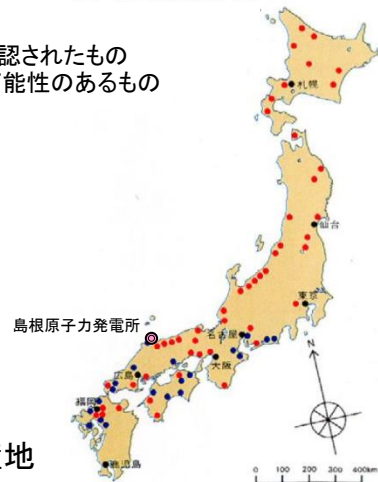 認されたもの
能性のあるもの
札幌
仙台
東京
島根原子力発電所
名古屋
大阪
広島
福岡
鹿児島
地
N
0 100 200 300 400km